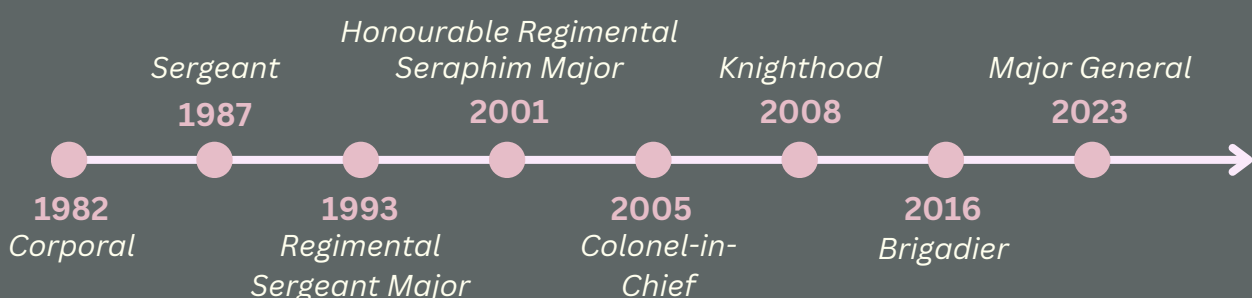 1982
Corporal
Sergeant
1987
1993
Regimental
Sergeant Major
Honourable Regimental
Seraphim Major
2001
2005
Colonel-in-
Chief
Knighthood
2008
2016
Brigadier
Major General
2023